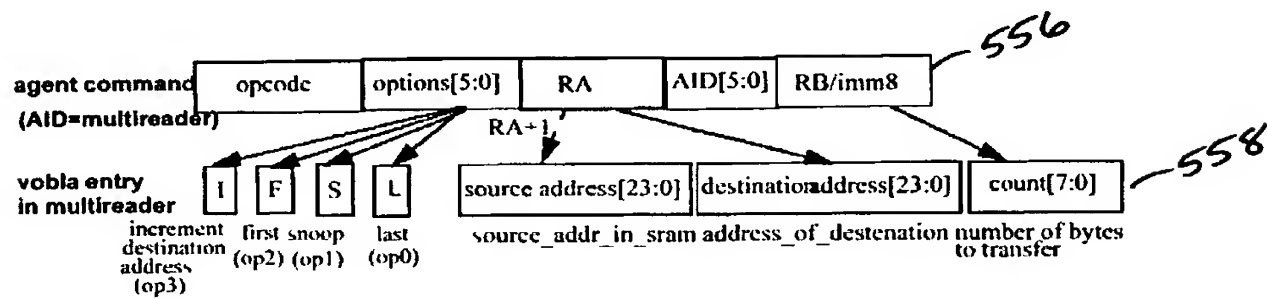 556
agent command opcode options[5:0] RA AID[5:0] RB/imm8
(AID=multireader)
RA+1
558
vobla entry I F S L source address[23:0] destinationaddress[23:0] count[7:0]
in multireader
increment first snoop last source_addr_in_sram address_of_destenation number of bytes
destination (op2) (op1) (op0) to transfer
address
(op3)